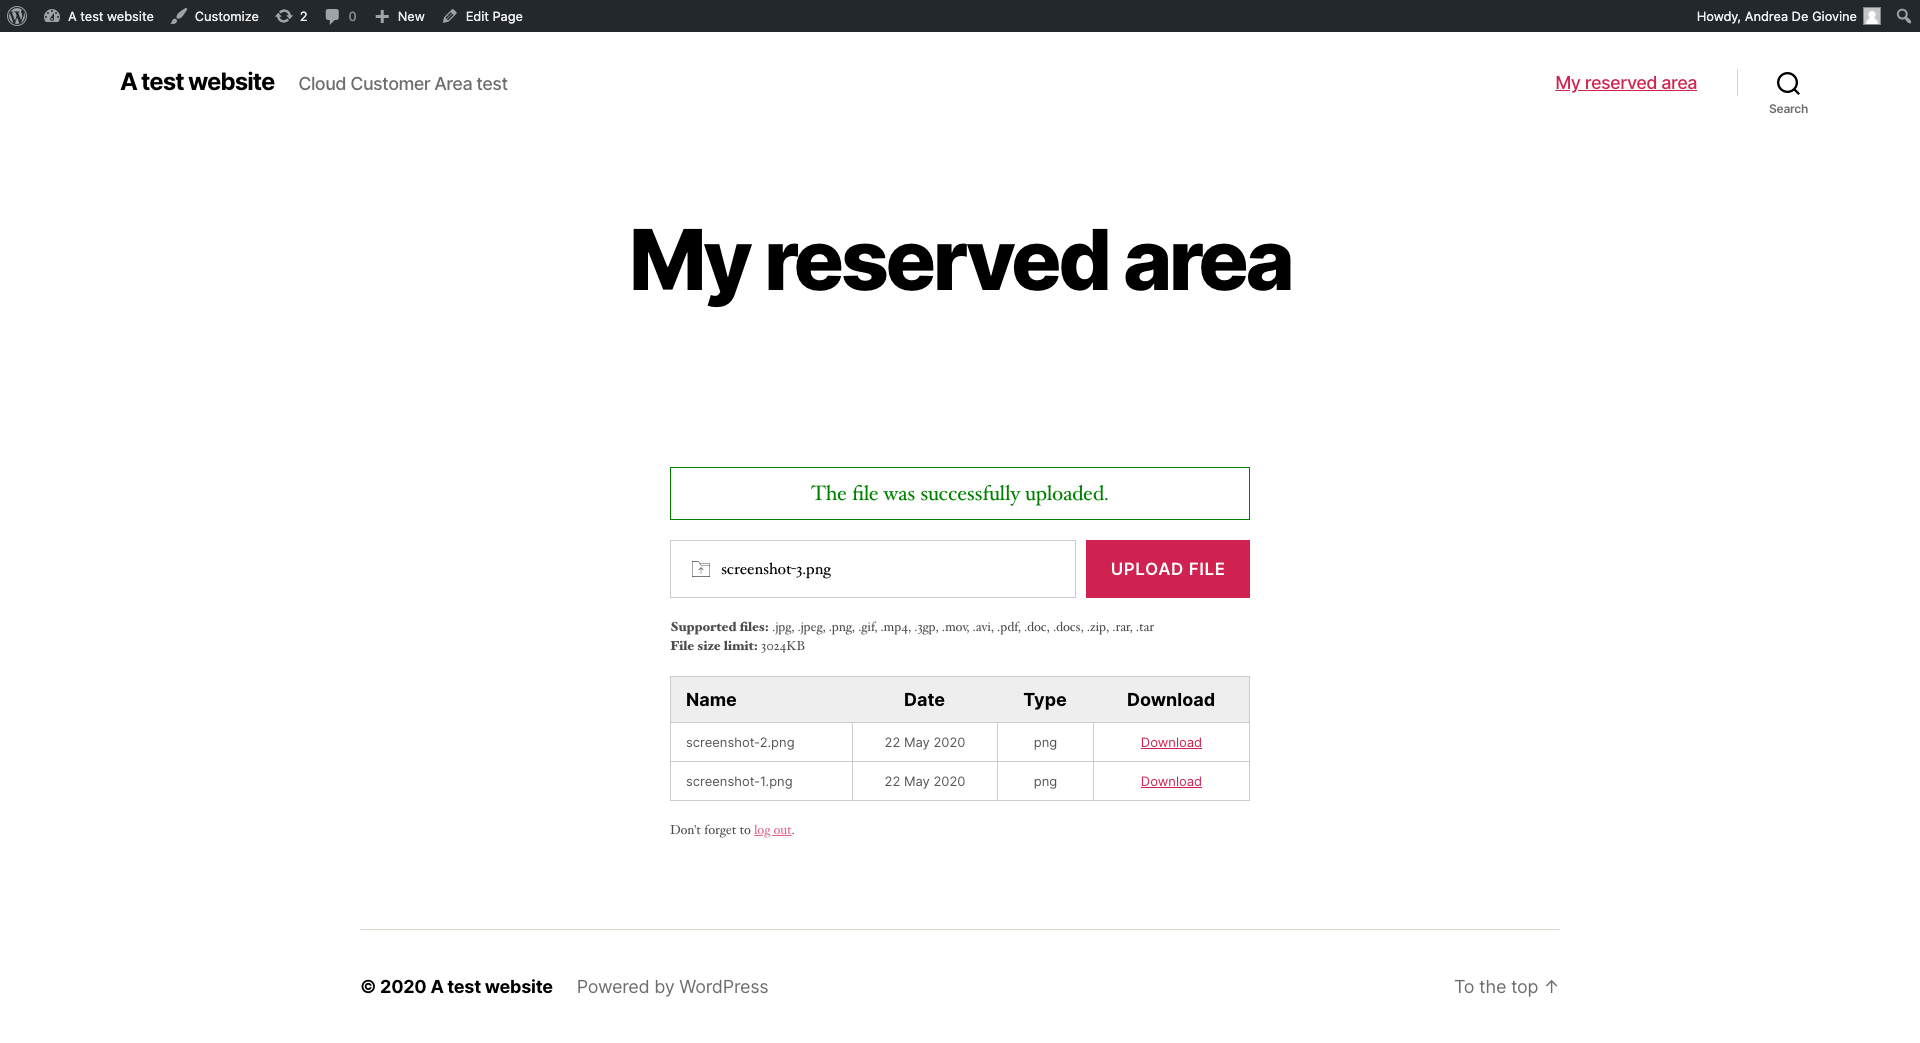 A test website Customize 2 0 New Edit Page Howdy, Andrea De Giovine
A test website Cloud Customer Area test My reserved area
Search
My reserved area
The file was successfully uploaded.
screenshot-3.png UPLOAD FILE
Supported files: .jpg, .jpeg, .png, .gif, .mp4, .3gp, .mov, .avi, .pdf, .doc, .docs, .zip, .rar, .tar
File size limit: 3024KB
Name Date Type Download
screenshot-2.png 22 May 2020 png Download
screenshot-1.png 22 May 2020 png Download
Don't forget to log out.
© 2020 A test website Powered by WordPress To the top ↑